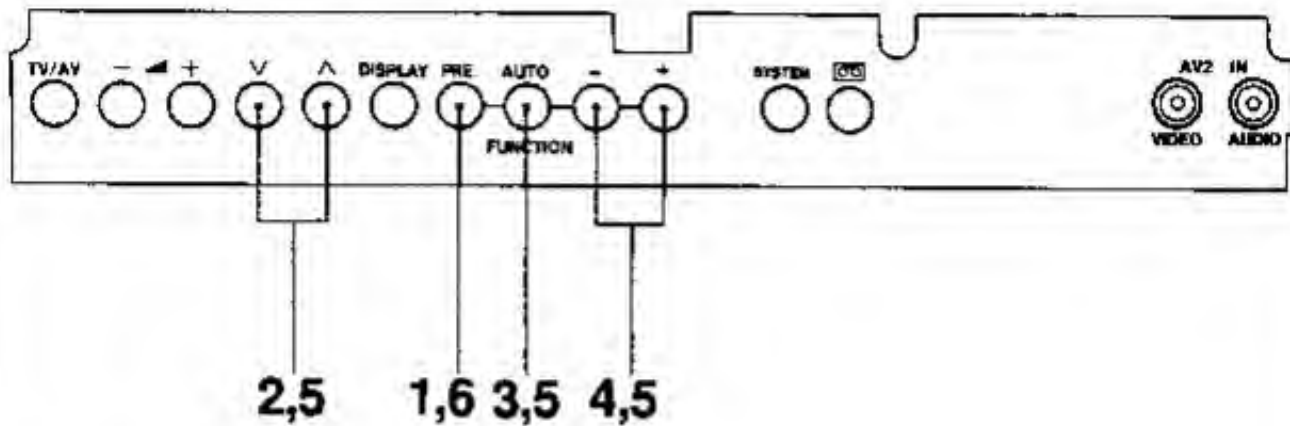 TV/AV − + ∨ ∧ DISPLAY PRE. AUTO - + SYSTEM AV2 IN
FUNCTION VIDEO AUDIO
2,5 1,6 3,5 4,5